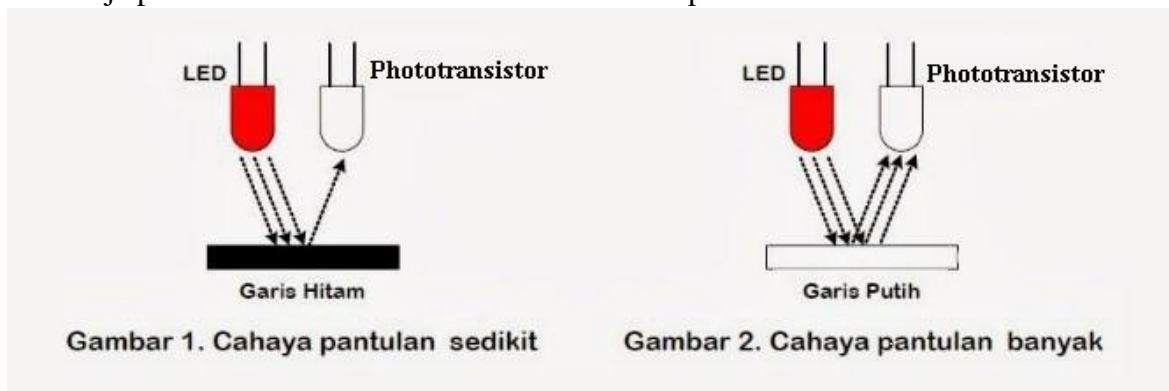 LED
Phototransistor
Garis Hitam
Gambar 1. Cahaya pantulan sedikit
LED
Phototransistor
Garis Putih
Gambar 2. Cahaya pantulan banyak